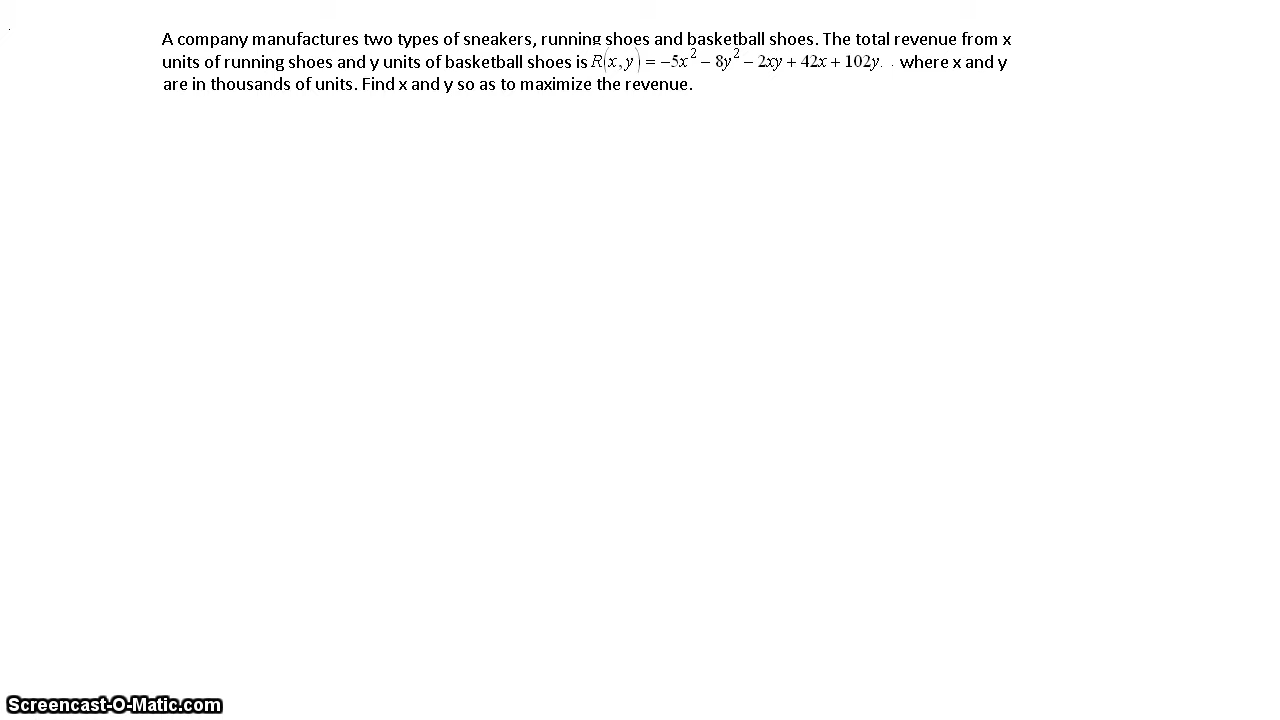 A company manufactures two types of sneakers, running shoes and basketball shoes. The total revenue from x
units of running shoes and y units of basketball shoes is R(x,y) = −5x² − 8y² − 2xy + 42x + 102y. where x and y
are in thousands of units. Find x and y so as to maximize the revenue.
Screencast-O-Matic.com